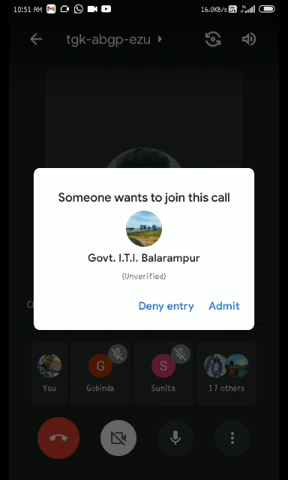 10:51 AM
16.0KB/s
tgk-abgp-ezu
Someone wants to join this call
Govt. I.T.I. Balarampur
(Unverified)
Deny entry
Admit
G
S
You
Gobinda
Sunita
17 others